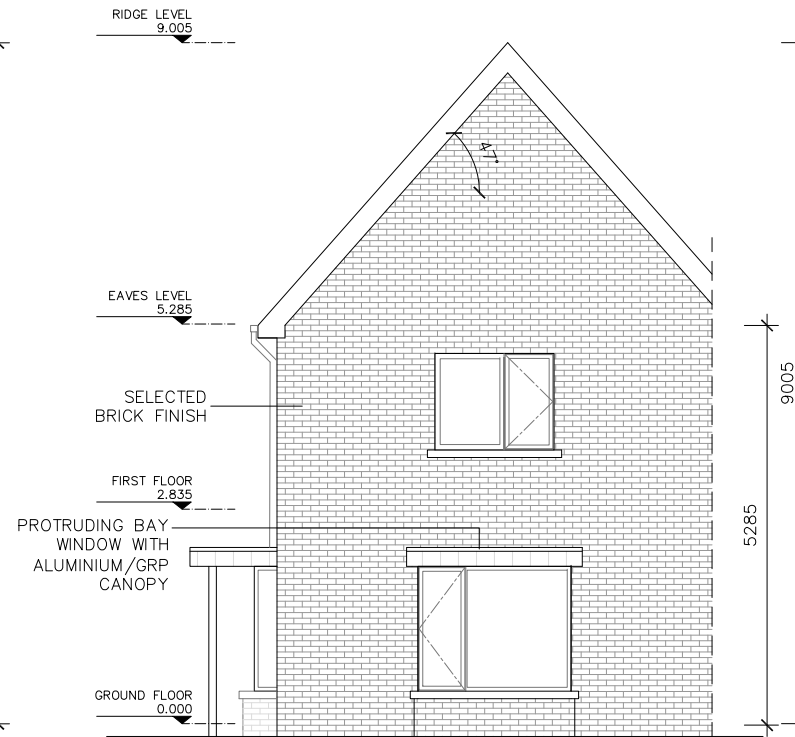 RIDGE LEVEL
9.005
47°
EAVES LEVEL
5.285
SELECTED
BRICK FINISH
9005
FIRST FLOOR
2.835
PROTRUDING BAY
WINDOW WITH
ALUMINIUM/GRP
CANOPY
5285
GROUND FLOOR
0.000